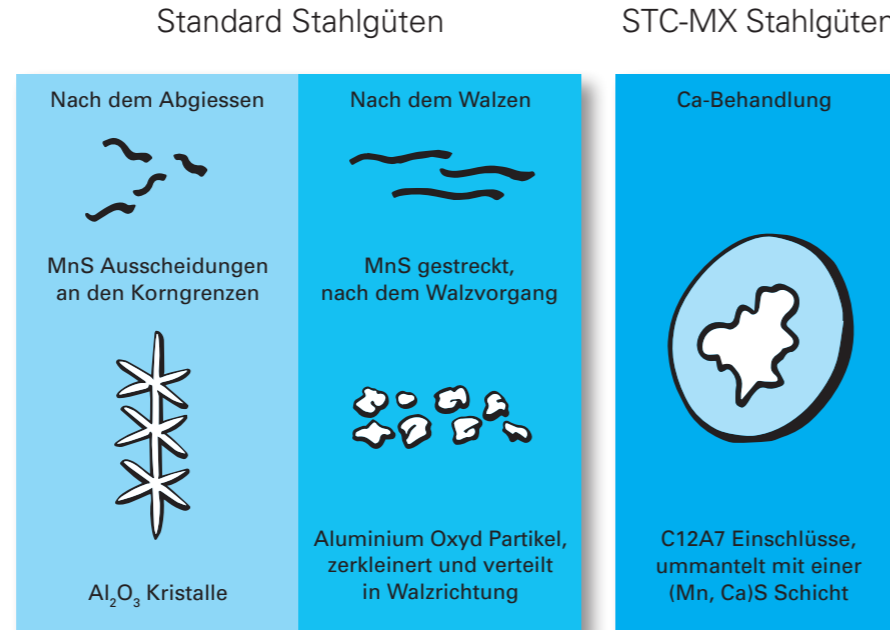 Standard Stahlgüten
STC-MX Stahlgüten
Nach dem Abgiessen
MnS Ausscheidungen
an den Korngrenzen
Al₂O₃ Kristalle
Nach dem Walzen
MnS gestreckt,
nach dem Walzvorgang
Aluminium Oxyd Partikel,
zerkleinert und verteilt
in Walzrichtung
Ca-Behandlung
C12A7 Einschlüsse,
ummantelt mit einer
(Mn, Ca)S Schicht